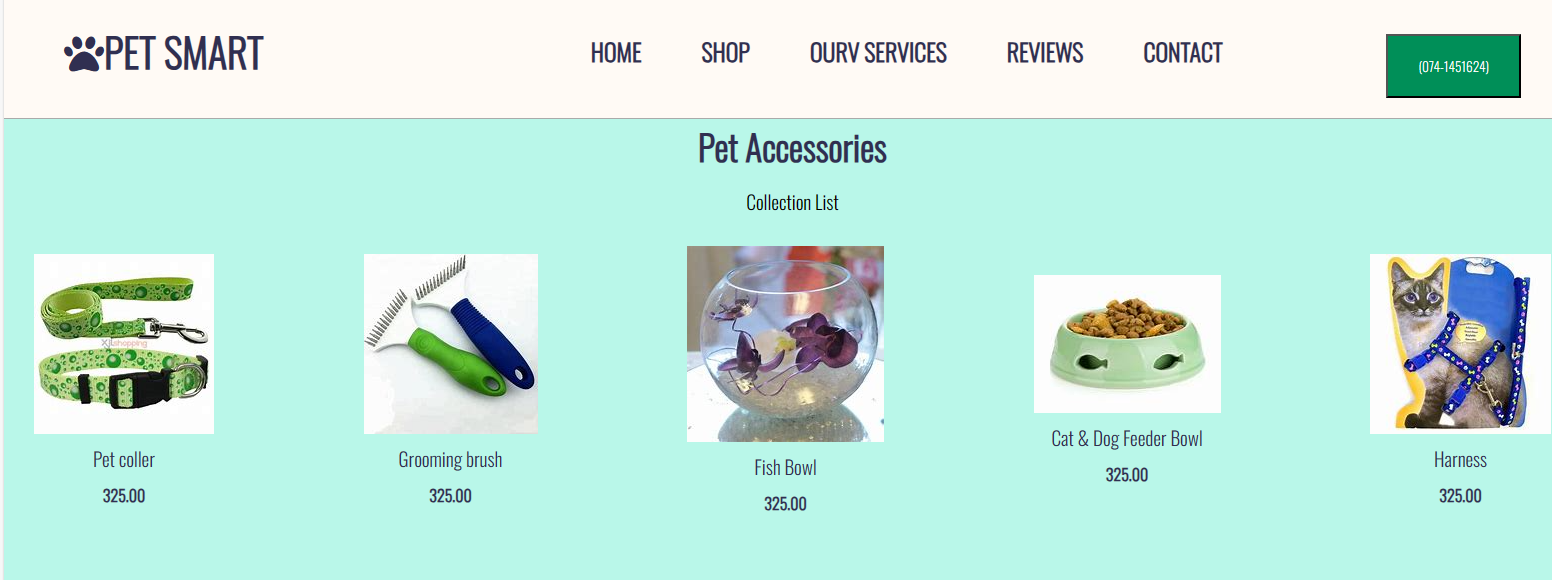 PET SMART
HOME
SHOP
OURV SERVICES
REVIEWS
CONTACT
(074-1451624)
Pet Accessories
Collection List
shopping
Pet coller
325.00
Grooming brush
325.00
Fish Bowl
325.00
Cat & Dog Feeder Bowl
325.00
Harness
325.00